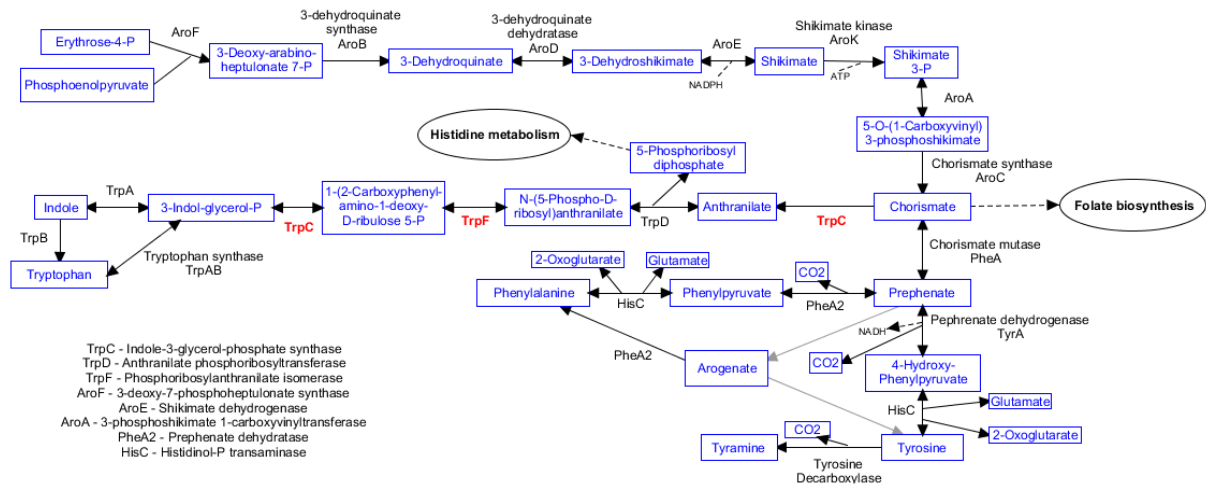 Erythrose-4-P
AroF
Phosphoenolpyruvate
3-Deoxy-arabino-
heptulonate 7-P
3-dehydroquinate
synthase
AroB
3-Dehydroquinate
3-dehydroquinate
dehydratase
AroD
3-Dehydroshikimate
AroE
NADPH
Shikimate
Shikimate kinase
AroK
ATP
Shikimate
3-P
AroA
5-O-(1-Carboxyvinyl)
3-phosphoshikimate
Chorismate synthase
AroC
Histidine metabolism
5-Phosphoribosyl
diphosphate
Indole
TrpA
3-Indol-glycerol-P
TrpC
1-(2-Carboxyphenyl-
amino-1-deoxy-
D-ribulose 5-P
TrpF
N-(5-Phospho-D-
ribosyl)anthranilate
TrpD
Anthranilate
TrpC
Chorismate
Folate biosynthesis
TrpB
Tryptophan synthase
TrpAB
Tryptophan
Chorismate mutase
PheA
2-Oxoglutarate
Glutamate
CO2
Phenylalanine
HisC
Phenylpyruvate
PheA2
Prephenate
NADH
Pephrenate dehydrogenase
TyrA
PheA2
Arogenate
CO2
4-Hydroxy-
Phenylpyruvate
HisC
Glutamate
2-Oxoglutarate
Tyramine
CO2
Tyrosine
Decarboxylase
Tyrosine
TrpC - Indole-3-glycerol-phosphate synthase
TrpD - Anthranilate phosphoribosyltransferase
TrpF - Phosphoribosylanthranilate isomerase
AroF - 3-deoxy-7-phosphoheptulonate synthase
AroE - Shikimate dehydrogenase
AroA - 3-phosphoshikimate 1-carboxyvinyltransferase
PheA2 - Prephenate dehydratase
HisC - Histidinol-P transaminase